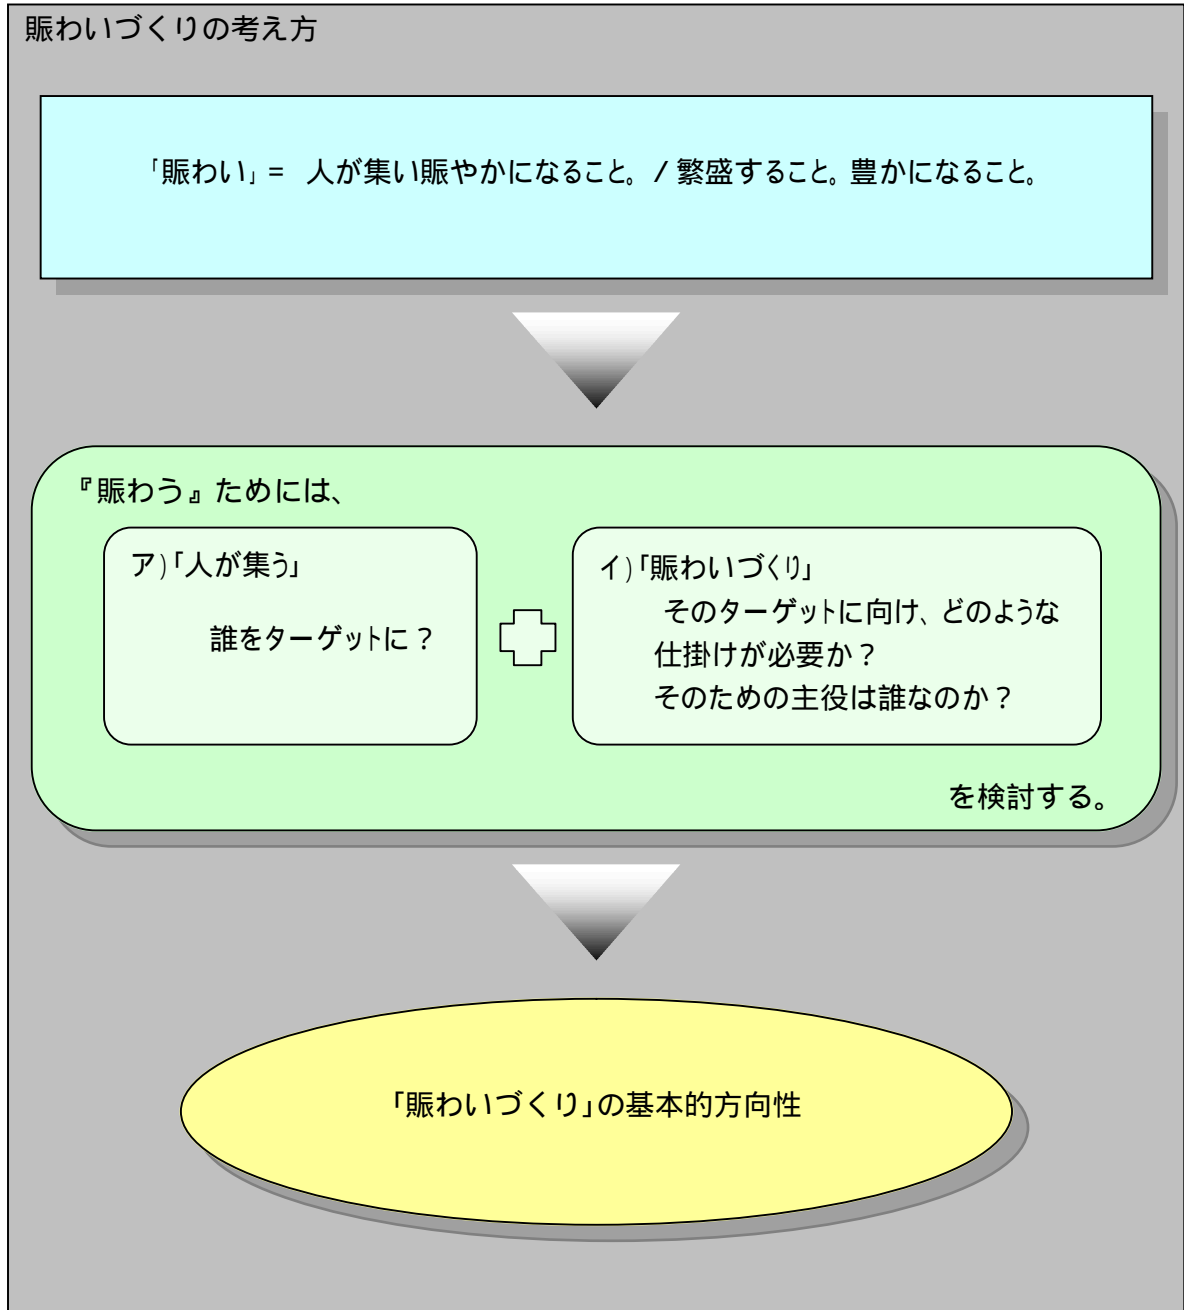 賑わいづくりの考え方
「賑わい」= 人が集い賑やかになること。/繁盛すること。豊かになること。
『賑わう』ためには、
ア)「人が集う」
誰をターゲットに？
イ)「賑わいづくり」
そのターゲットに向け、どのような
仕掛けが必要か？
そのための主役は誰なのか？
を検討する。
「賑わいづくり」の基本的方向性